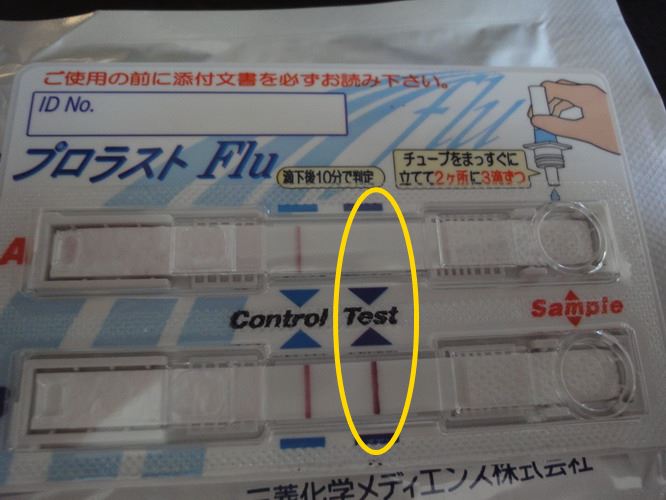 ご使用の前に添付文書を必ずお読み下さい。
ID No.
プロラスト Flu
flu
滴下後10分で判定
チューブをまっすぐに
立てて2ヶ所に3滴ずつ
A
Control Test
Sample
三菱化学メディエンス株式会社